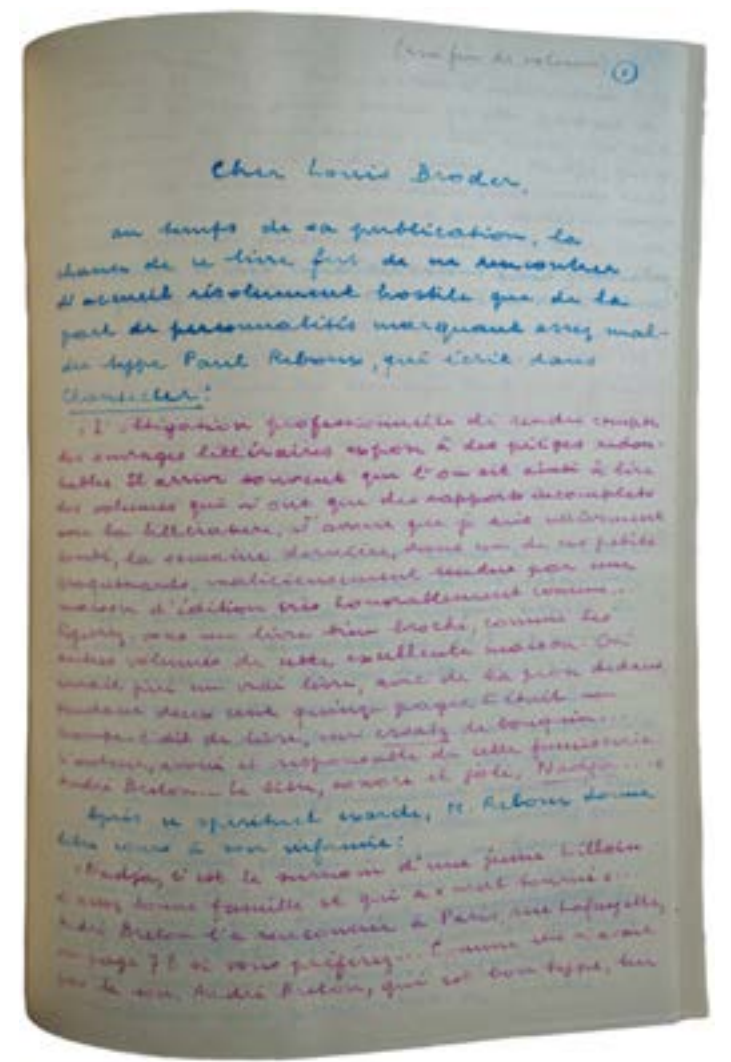 (en fin de volume) 1
Cher Louis Broder,
au temps de sa publication, la
chance de ce livre fut de ne rencontrer
d'accueil résolument hostile que de la
part de personnalités marquant assez mal-
du type Paul Reboux, qui écrit dans
Chantecler:
"L'obligation professionnelle de rendre compte
des ouvrages littéraires expose à des pièges redou-
tables. Il arrive souvent que l'on ait ainsi à lire
des volumes qui n'ont que des rapports incomplets
avec la littérature. J'avoue que je suis
tombé, la semaine dernière, dans un de ces petits
traquenards, malicieusement tendu par une
maison d'édition très honorablement connue...
Figurez-vous un livre bien broché, comme les
autres volumes de cette excellente maison. On
aurait juré un vrai livre, avec de la prose dedans
pendant deux cent quinze pages. C'était un
livre, un ersatz de bouquin...
L'auteur, avoué et responsable de cette fumisterie
André Breton. Le titre, sonore et joli, Nadja...
Après ce spirituel exorde, M. Reboux donne
libre cours à son infamie:
"Nadja, c'est le surnom d'une jeune Lilloise
d'assez bonne famille et qui a "mal tourné".
André Breton l'a rencontrée à Paris, rue Lafayette,
ou page 78 si vous préférez... Comme elle n'avait
pas le sou, André Breton, qui est bon type, lui